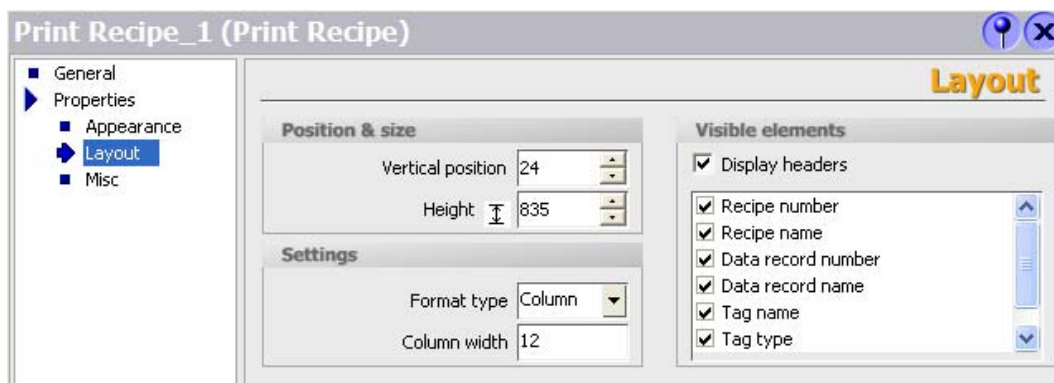 Print Recipe_1 (Print Recipe)
General
Properties
Appearance
Layout
Misc
Layout
Position & size
Vertical position 24
Height 835
Settings
Format type Column
Column width 12
Visible elements
Display headers
Recipe number
Recipe name
Data record number
Data record name
Tag name
Tag type